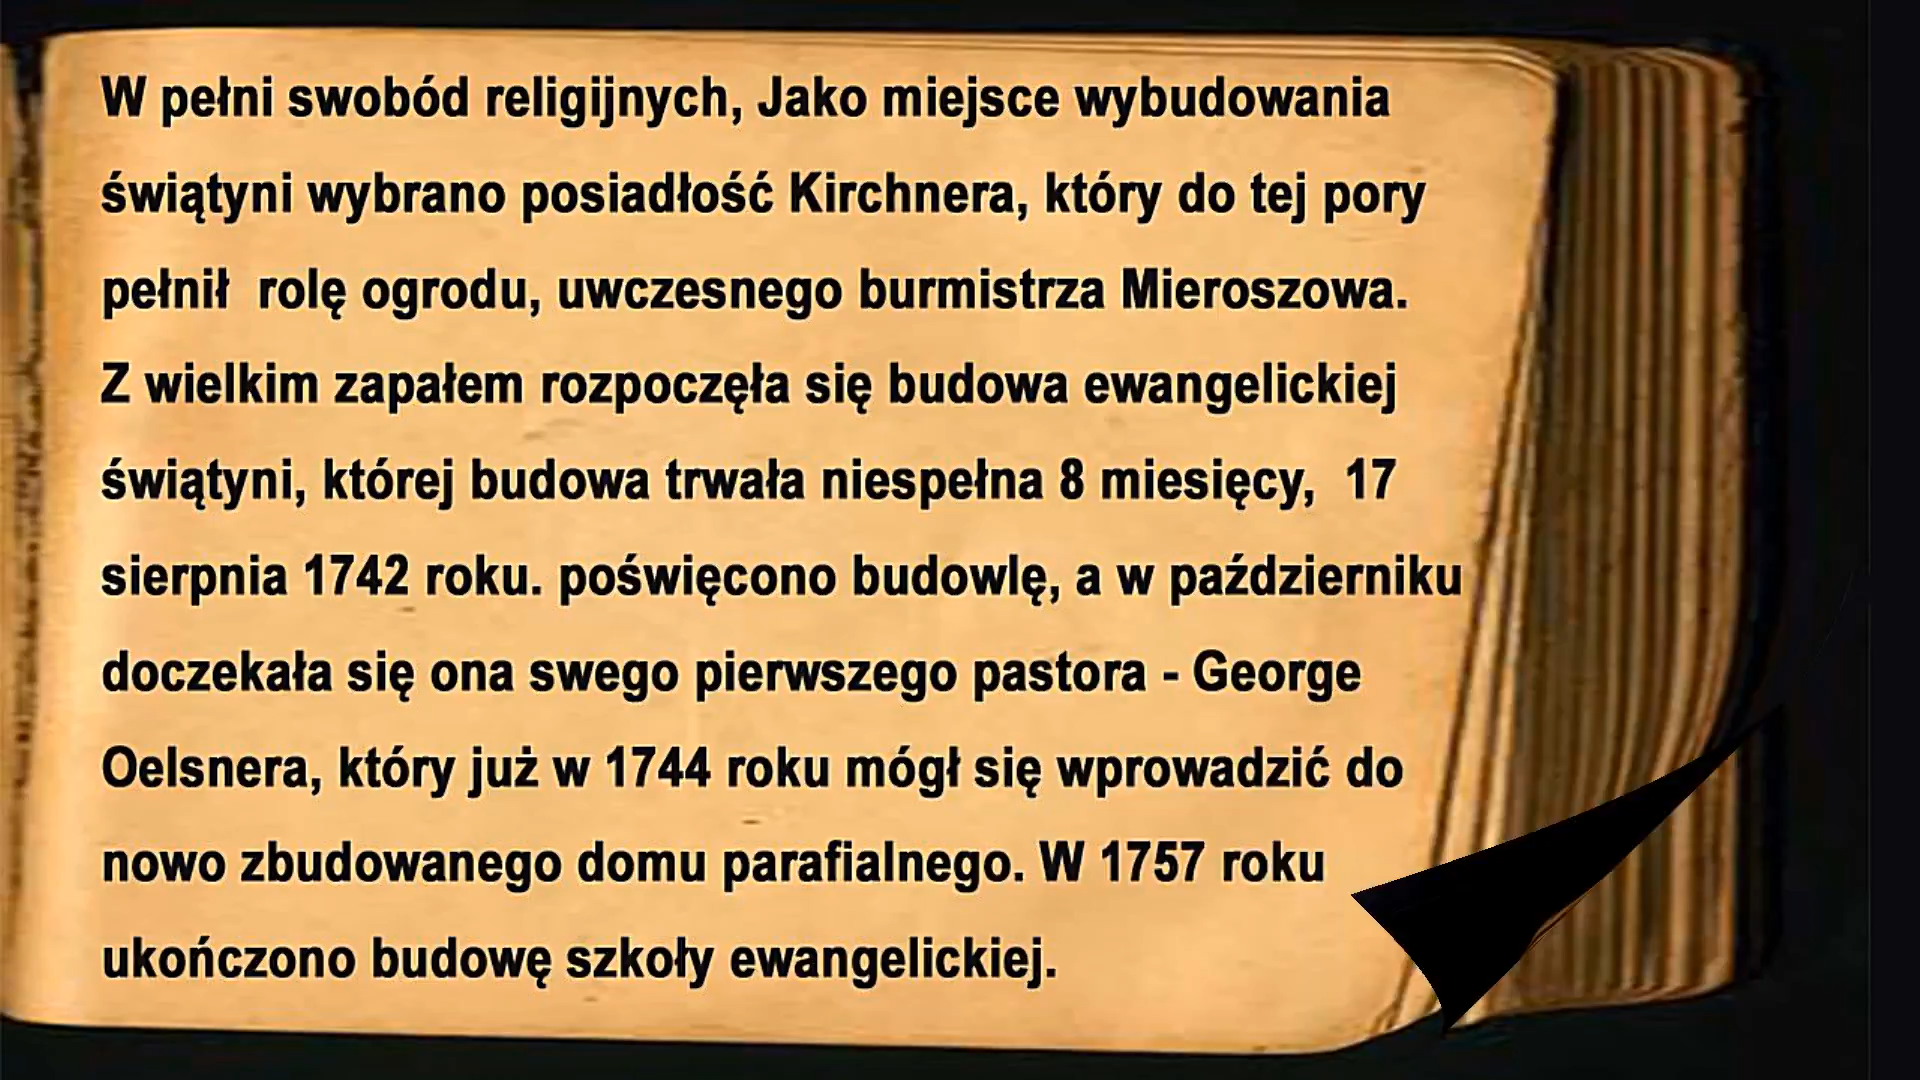 W pełni swobód religijnych, Jako miejsce wybudowania
świątyni wybrano posiadłość Kirchnera, który do tej pory
pełnił  rolę ogrodu, uwczesnego burmistrza Mieroszowa.
Z wielkim zapałem rozpoczęła się budowa ewangelickiej
świątyni, której budowa trwała niespełna 8 miesięcy,  17
sierpnia 1742 roku. poświęcono budowlę, a w październiku
doczekała się ona swego pierwszego pastora - George
Oelsnera, który już w 1744 roku mógł się wprowadzić do
nowo zbudowanego domu parafialnego. W 1757 roku
ukończono budowę szkoły ewangelickiej.